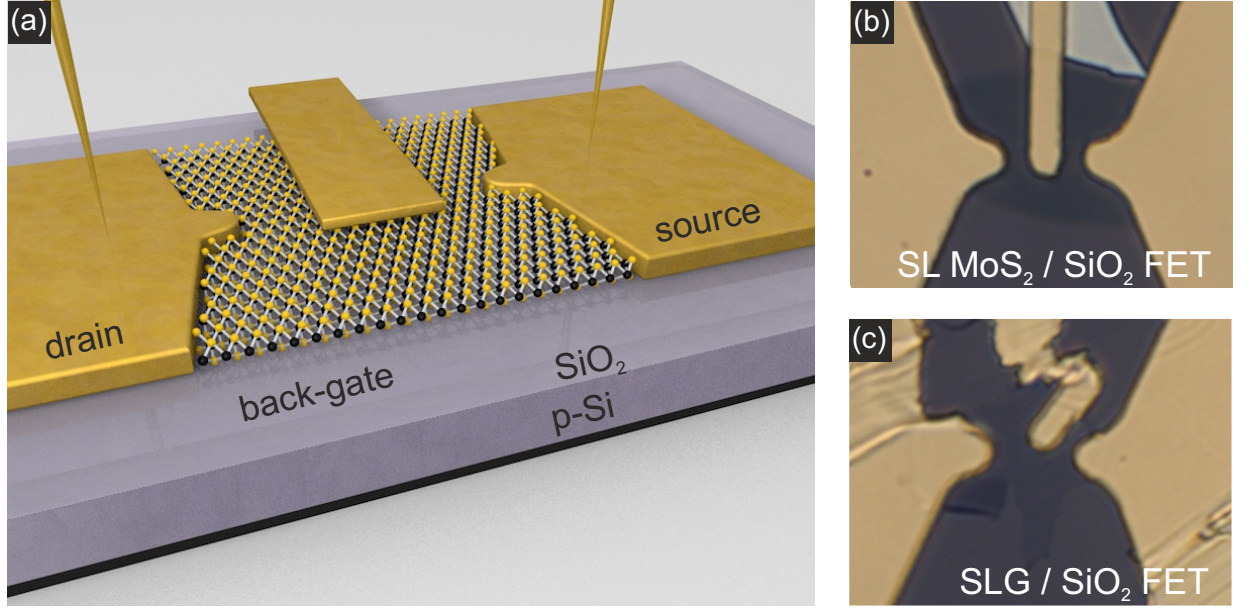 (a)
drain
source
back-gate
SiO₂
p-Si
(b)
SL MoS₂ / SiO₂ FET
(c)
SLG / SiO₂ FET